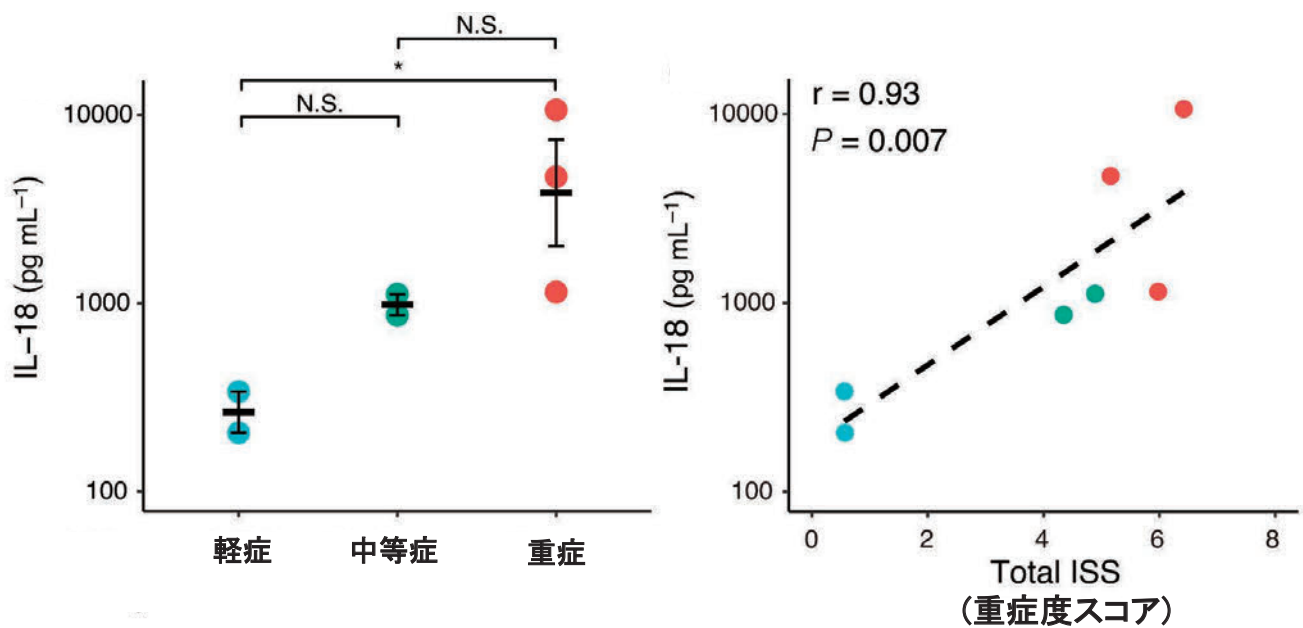 N.S.
*
N.S.
10000
1000
100
IL−18 (pg mL⁻¹)
軽症
中等症
重症
r = 0.93
P = 0.007
10000
1000
100
IL-18 (pg mL⁻¹)
0
2
4
6
8
Total ISS
(重症度スコア)